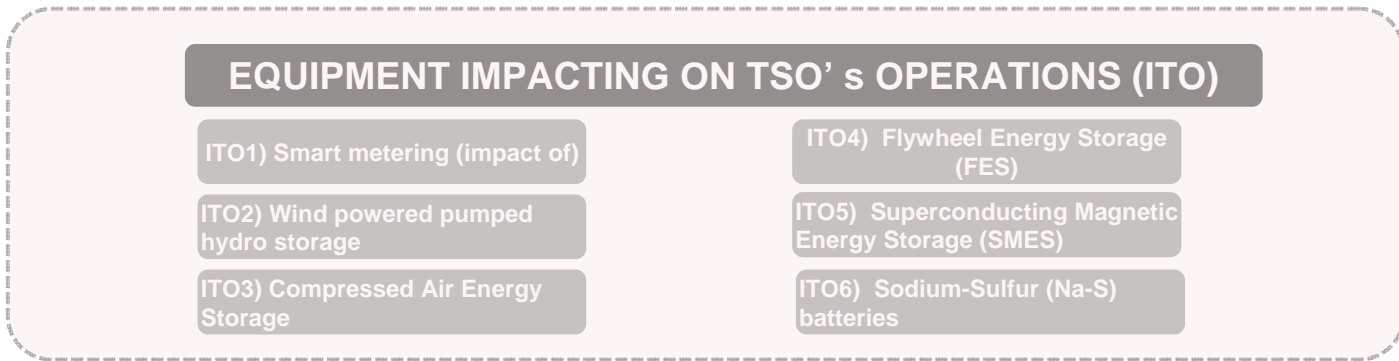 EQUIPMENT IMPACTING ON TSO’ s OPERATIONS (ITO)
ITO1) Smart metering (impact of)
ITO2) Wind powered pumped
hydro storage
ITO3) Compressed Air Energy
Storage
ITO4)  Flywheel Energy Storage
(FES)
ITO5)  Superconducting Magnetic
Energy Storage (SMES)
ITO6)  Sodium-Sulfur (Na-S)
batteries